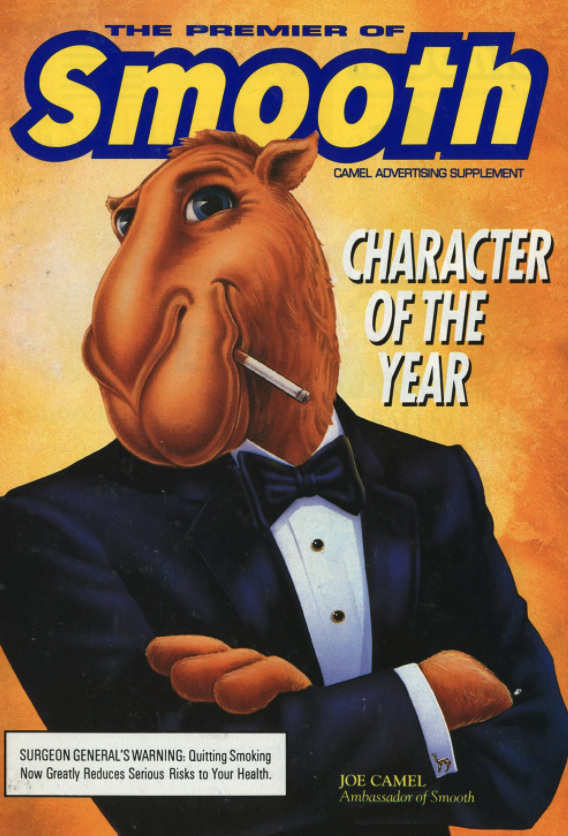 THE PREMIER OF
Smooth
CAMEL ADVERTISING SUPPLEMENT
CHARACTER
OF THE
YEAR
SURGEON GENERAL'S WARNING: Quitting Smoking
Now Greatly Reduces Serious Risks to Your Health.
JOE CAMEL
Ambassador of Smooth